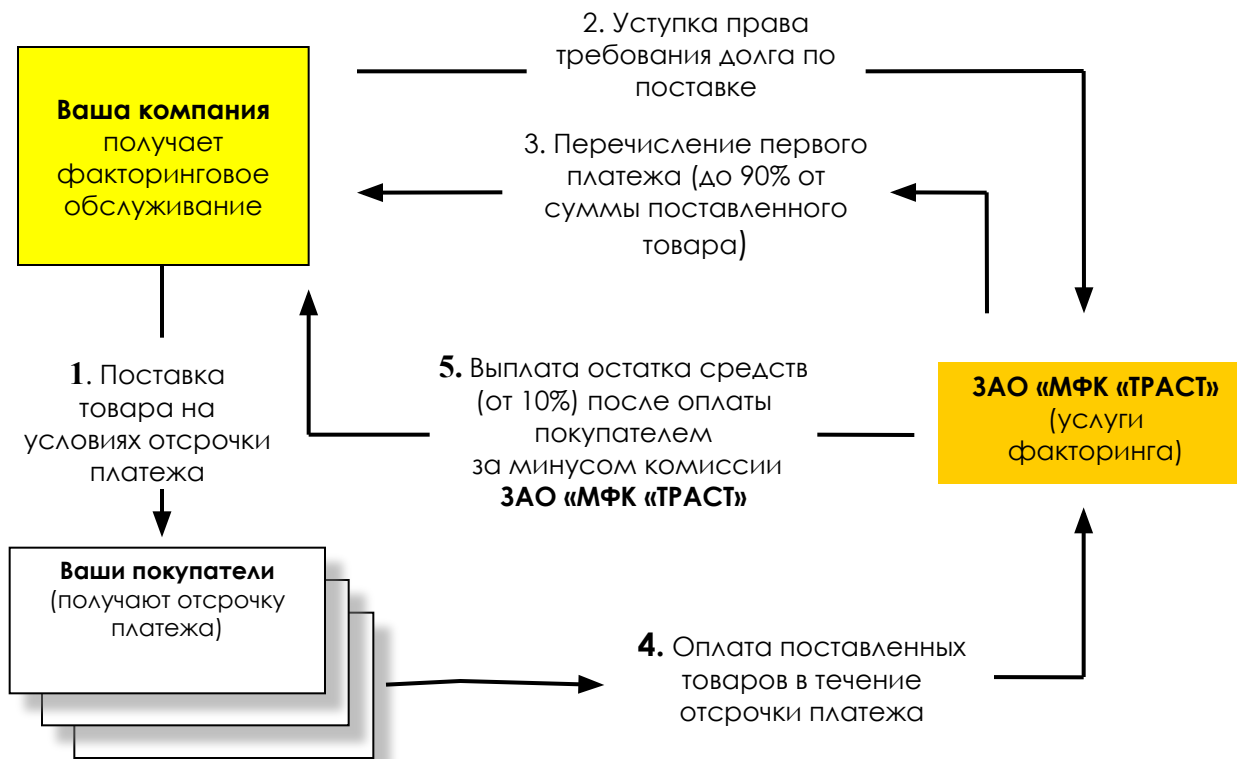 2. Уступка права
требования долга по
поставке
Ваша компания
получает
факторинговое
обслуживание
3. Перечисление первого
платежа (до 90% от
суммы поставленного
товара)
1. Поставка
товара на
условиях отсрочки
платежа
5. Выплата остатка средств
(от 10%) после оплаты
покупателем
за минусом комиссии
ЗАО «МФК «ТРАСТ»
ЗАО «МФК «ТРАСТ»
(услуги
факторинга)
Ваши покупатели
(получают отсрочку
платежа)
4. Оплата поставленных
товаров в течение
отсрочки платежа